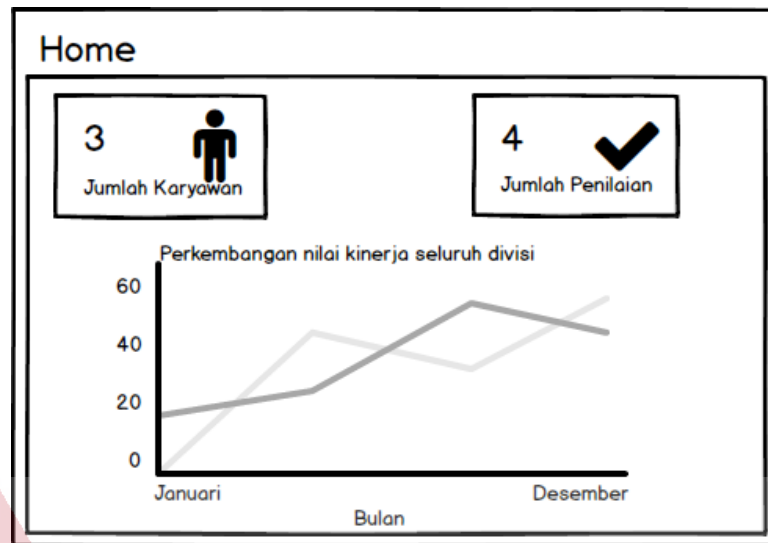 Home
3
Jumlah Karyawan
4
Jumlah Penilaian
Perkembangan nilai kinerja seluruh divisi
60
40
20
0
Januari
Desember
Bulan